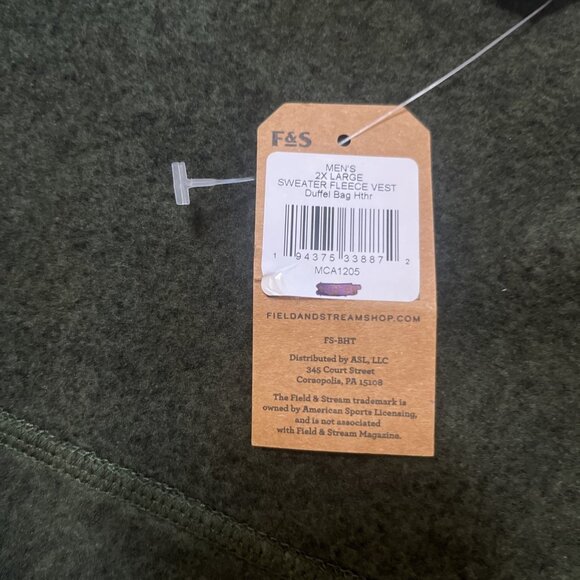 F&S
MEN'S
2X LARGE
SWEATER FLEECE VEST
Duffel Bag Hthr
1 94375 33887 2
MCA1205
FIELDANDSTREAMSHOP.COM
FS-BHT
Distributed by ASL, LLC
345 Court Street
Coraopolis, PA 15108
The Field & Stream trademark is
owned by American Sports Licensing,
and is not associated
with Field & Stream Magazine.